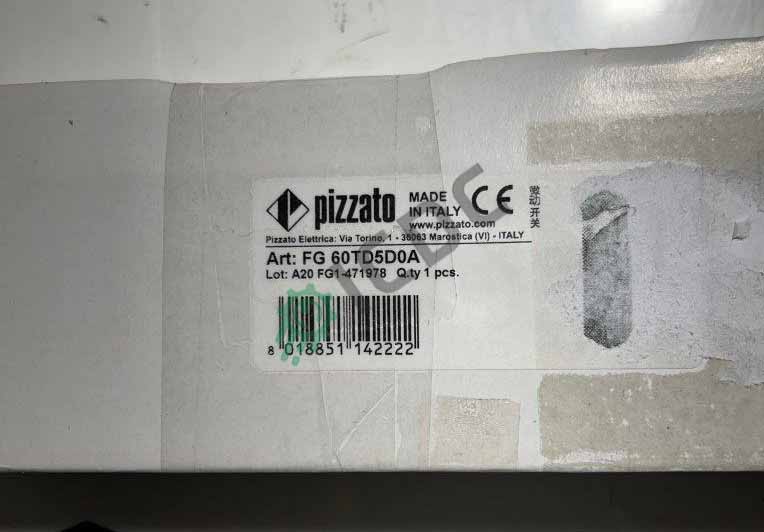 pizzato
MADE
IN ITALY
CE
www.pizzato.com
微动开关
Pizzato Elettrica: Via Torino, 1 - 36063 Marostica (VI) - ITALY
Art: FG 60TD5D0A
Lot: A20 FG1-471978 Q.ty 1 pcs.
8 018851 142222
ICDC